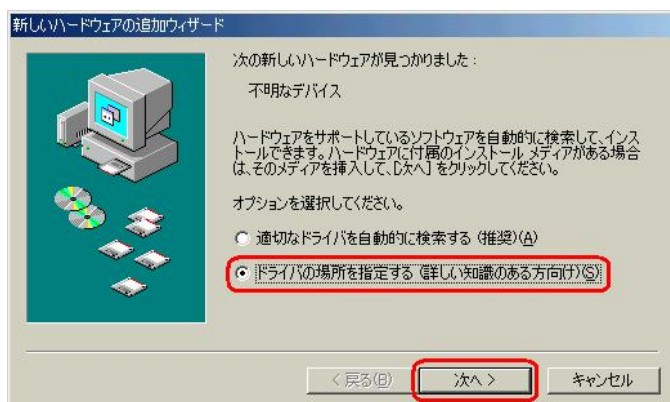 新しいハードウェアの追加ウィザード
次の新しいハードウェアが見つかりました :
不明なデバイス
ハードウェアをサポートしているソフトウェアを自動的に検索して、インス
トールできます。ハードウェアに付属のインストール メディアがある場合
は、そのメディアを挿入して、[次へ] をクリックしてください。
オプションを選択してください。
適切なドライバを自動的に検索する (推奨)(A)
ドライバの場所を指定する (詳しい知識のある方向け)(S)
< 戻る(B)
次へ >
キャンセル